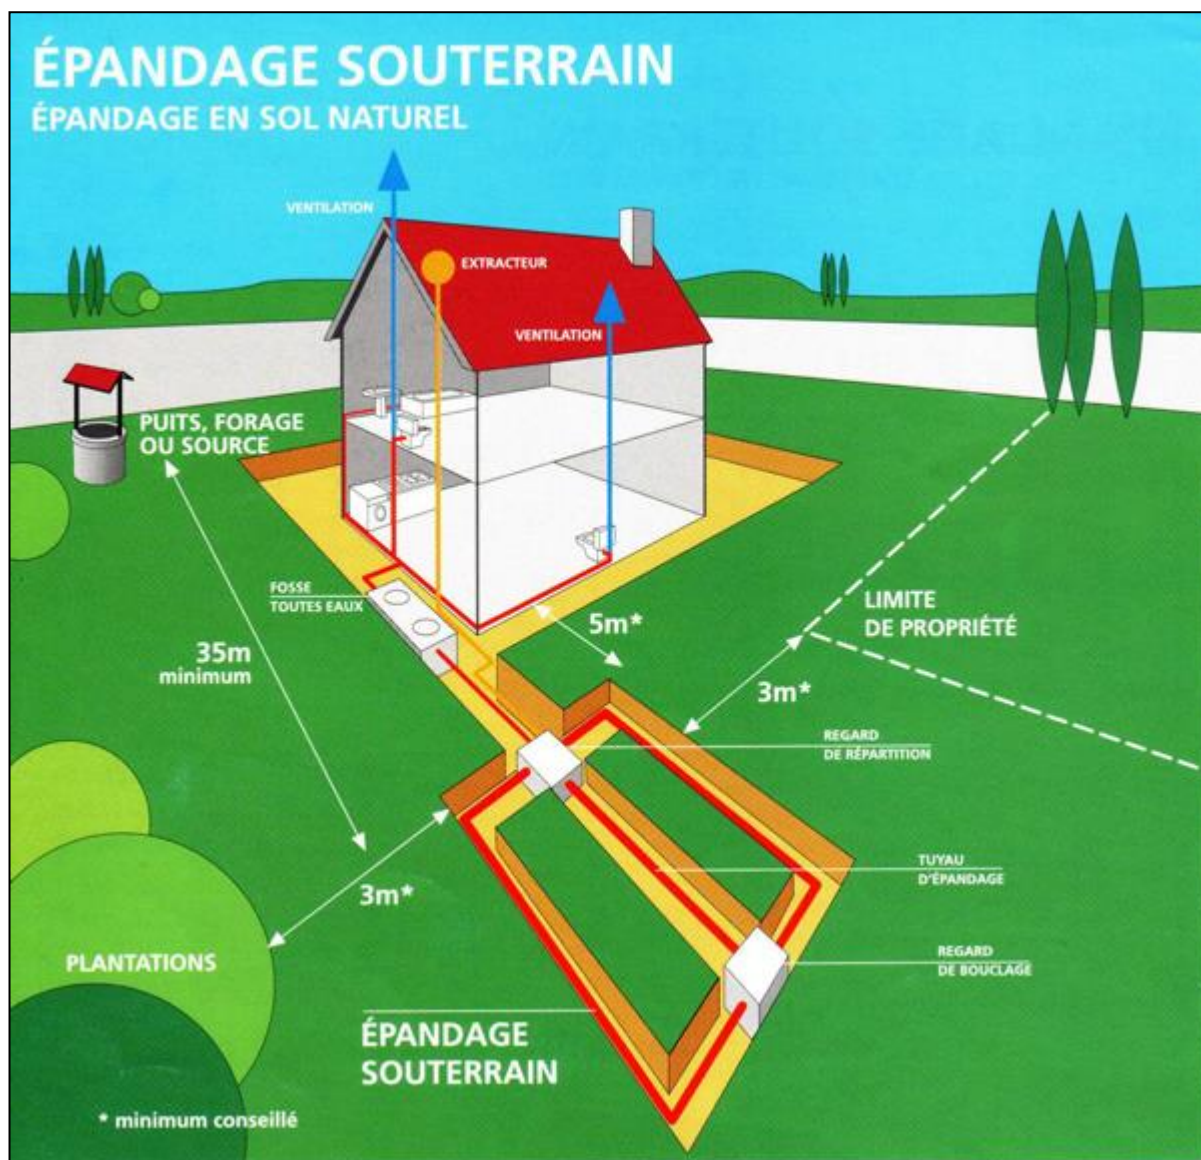 ÉPANDAGE SOUTERRAIN
ÉPANDAGE EN SOL NATUREL
VENTILATION
EXTRACTEUR
VENTILATION
PUITS, FORAGE
OU SOURCE
FOSSE
TOUTES EAUX
5m*
LIMITE
DE PROPRIÉTÉ
35m
minimum
3m*
REGARD
DE RÉPARTITION
TUYAU
D'ÉPANDAGE
3m*
PLANTATIONS
REGARD
DE BOUCLAGE
ÉPANDAGE
SOUTERRAIN
* minimum conseillé